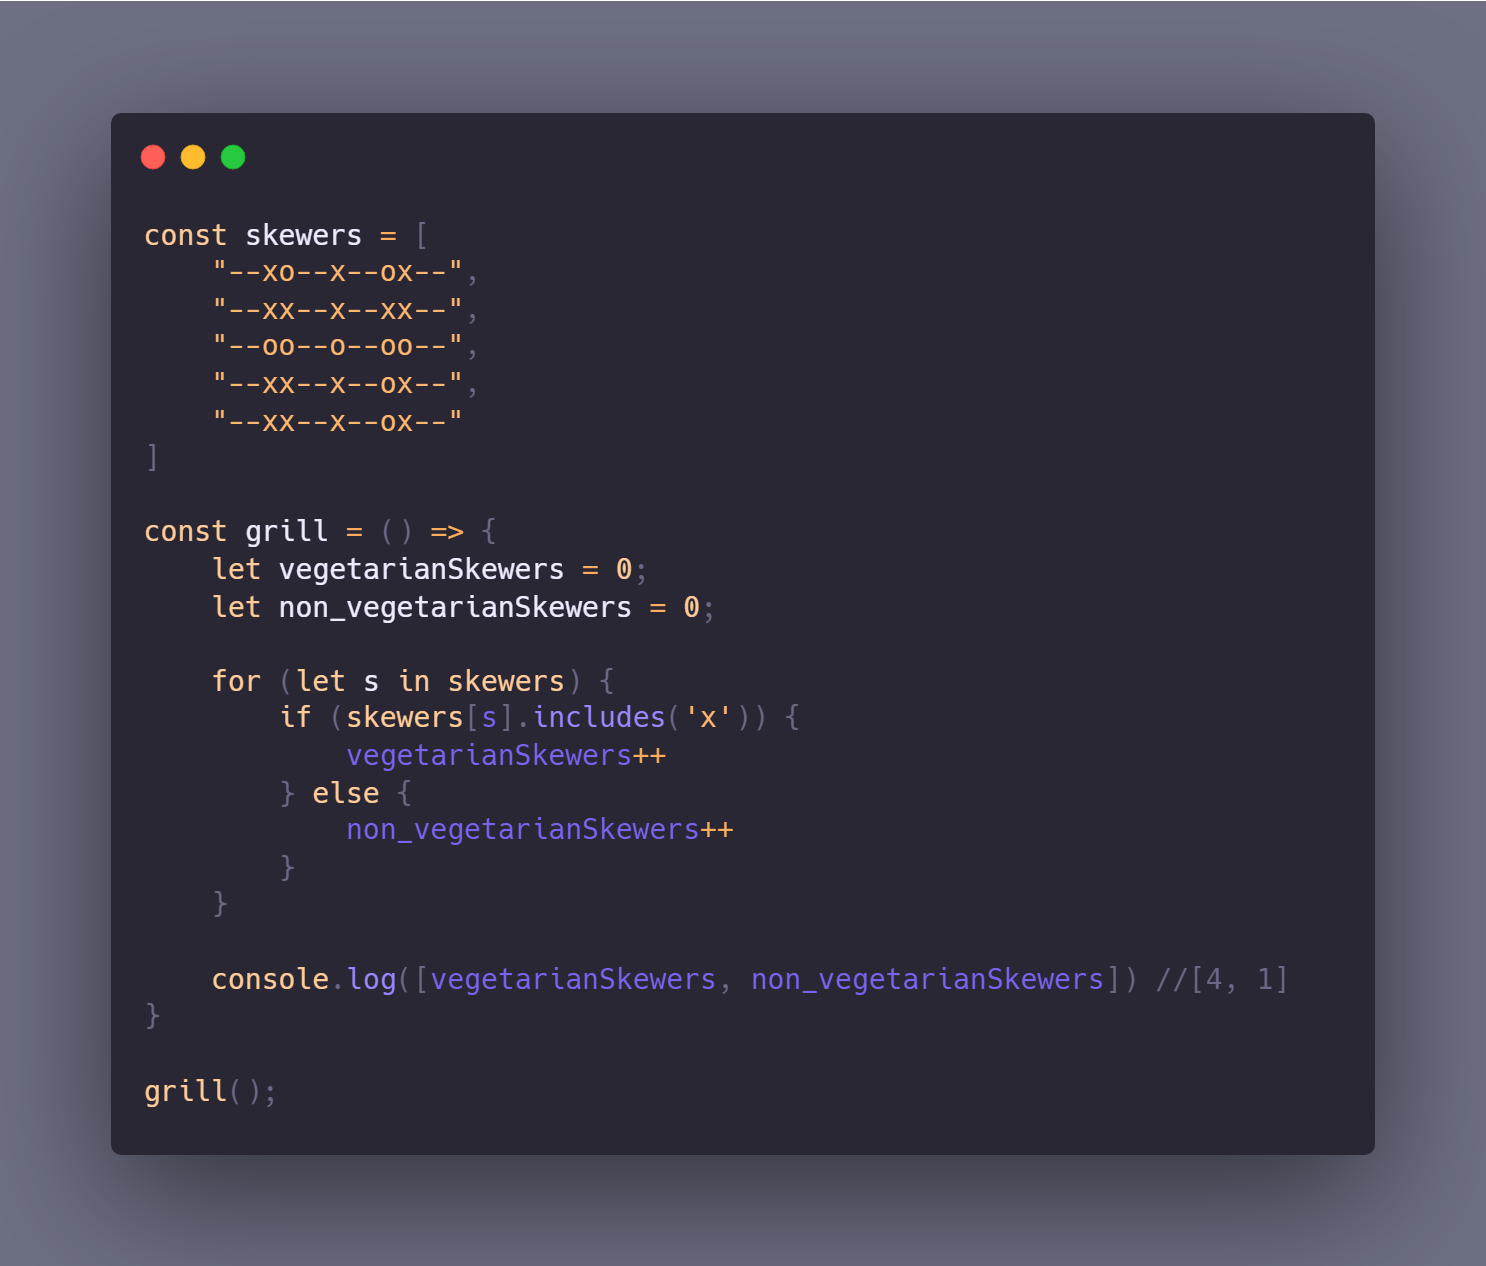 const skewers = [
    "--xo--x--ox--",
    "--xx--x--xx--",
    "--oo--o--oo--",
    "--xx--x--ox--",
    "--xx--x--ox--"
]

const grill = () => {
    let vegetarianSkewers = 0;
    let non_vegetarianSkewers = 0;

    for (let s in skewers) {
        if (skewers[s].includes('x')) {
            vegetarianSkewers++
        } else {
            non_vegetarianSkewers++
        }
    }

    console.log([vegetarianSkewers, non_vegetarianSkewers]) //[4, 1]
}

grill();